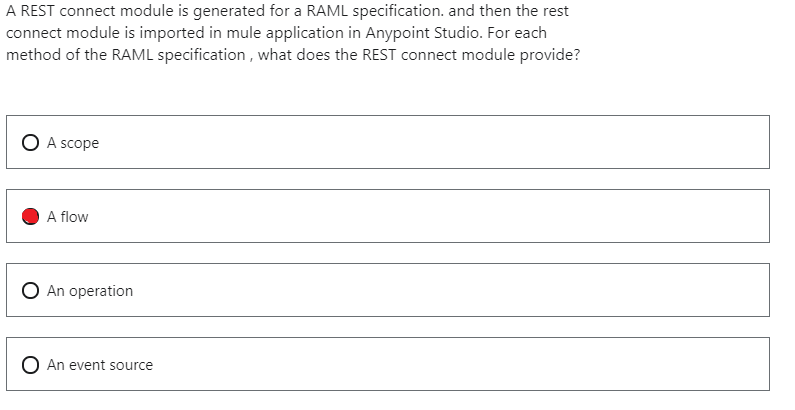 A REST connect module is generated for a RAML specification. and then the rest
connect module is imported in mule application in Anypoint Studio. For each
method of the RAML specification , what does the REST connect module provide?
A scope
A flow
An operation
An event source